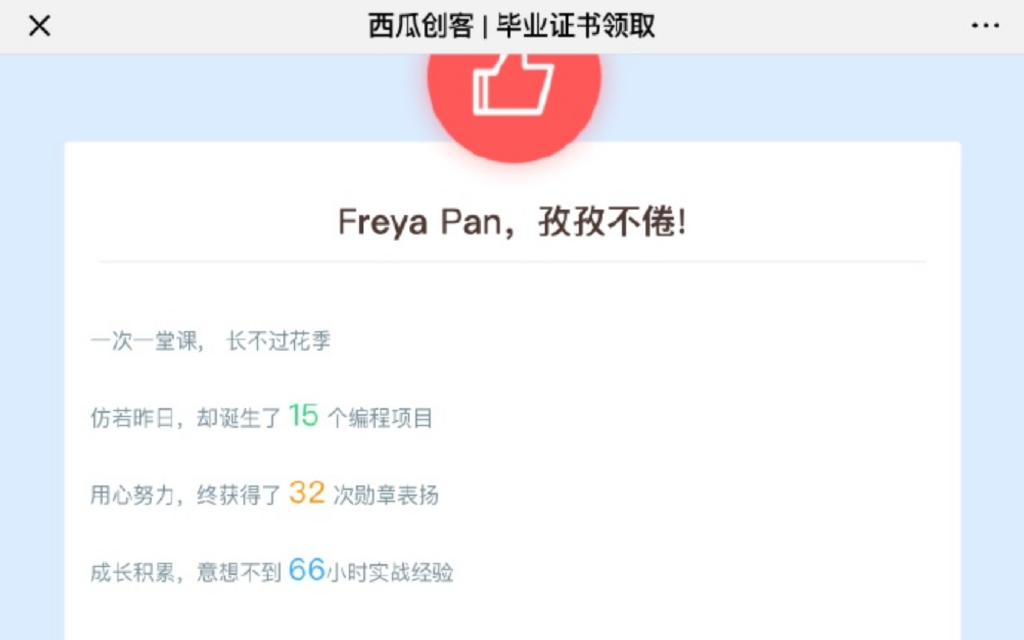 西瓜创客 | 毕业证书领取
Freya Pan，孜孜不倦!
一次一堂课， 长不过花季
仿若昨日，却诞生了 15 个编程项目
用心努力，终获得了 32 次勋章表扬
成长积累，意想不到 66小时实战经验